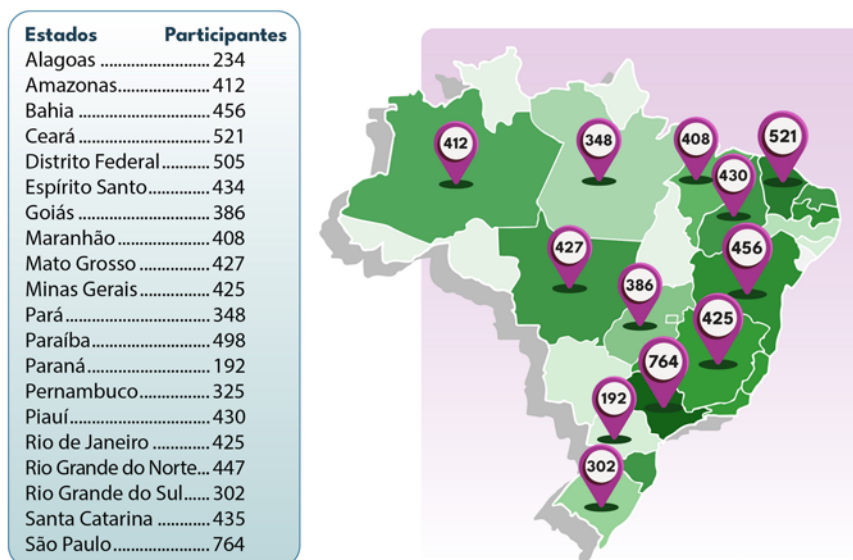 Estados Participantes
Alagoas ........................ 234
Amazonas .................... 412
Bahia ........................... 456
Ceará ........................... 521
Distrito Federal ........... 505
Espírito Santo ............. 434
Goiás ........................... 386
Maranhão .................... 408
Mato Grosso ............... 427
Minas Gerais ............... 425
Pará ............................. 348
Paraíba ........................ 498
Paraná ......................... 192
Pernambuco ................ 325
Piauí ............................ 430
Rio de Janeiro ............. 425
Rio Grande do Norte... 447
Rio Grande do Sul...... 302
Santa Catarina ............ 435
São Paulo .................... 764
412
348
408
521
430
427
456
386
425
764
192
302